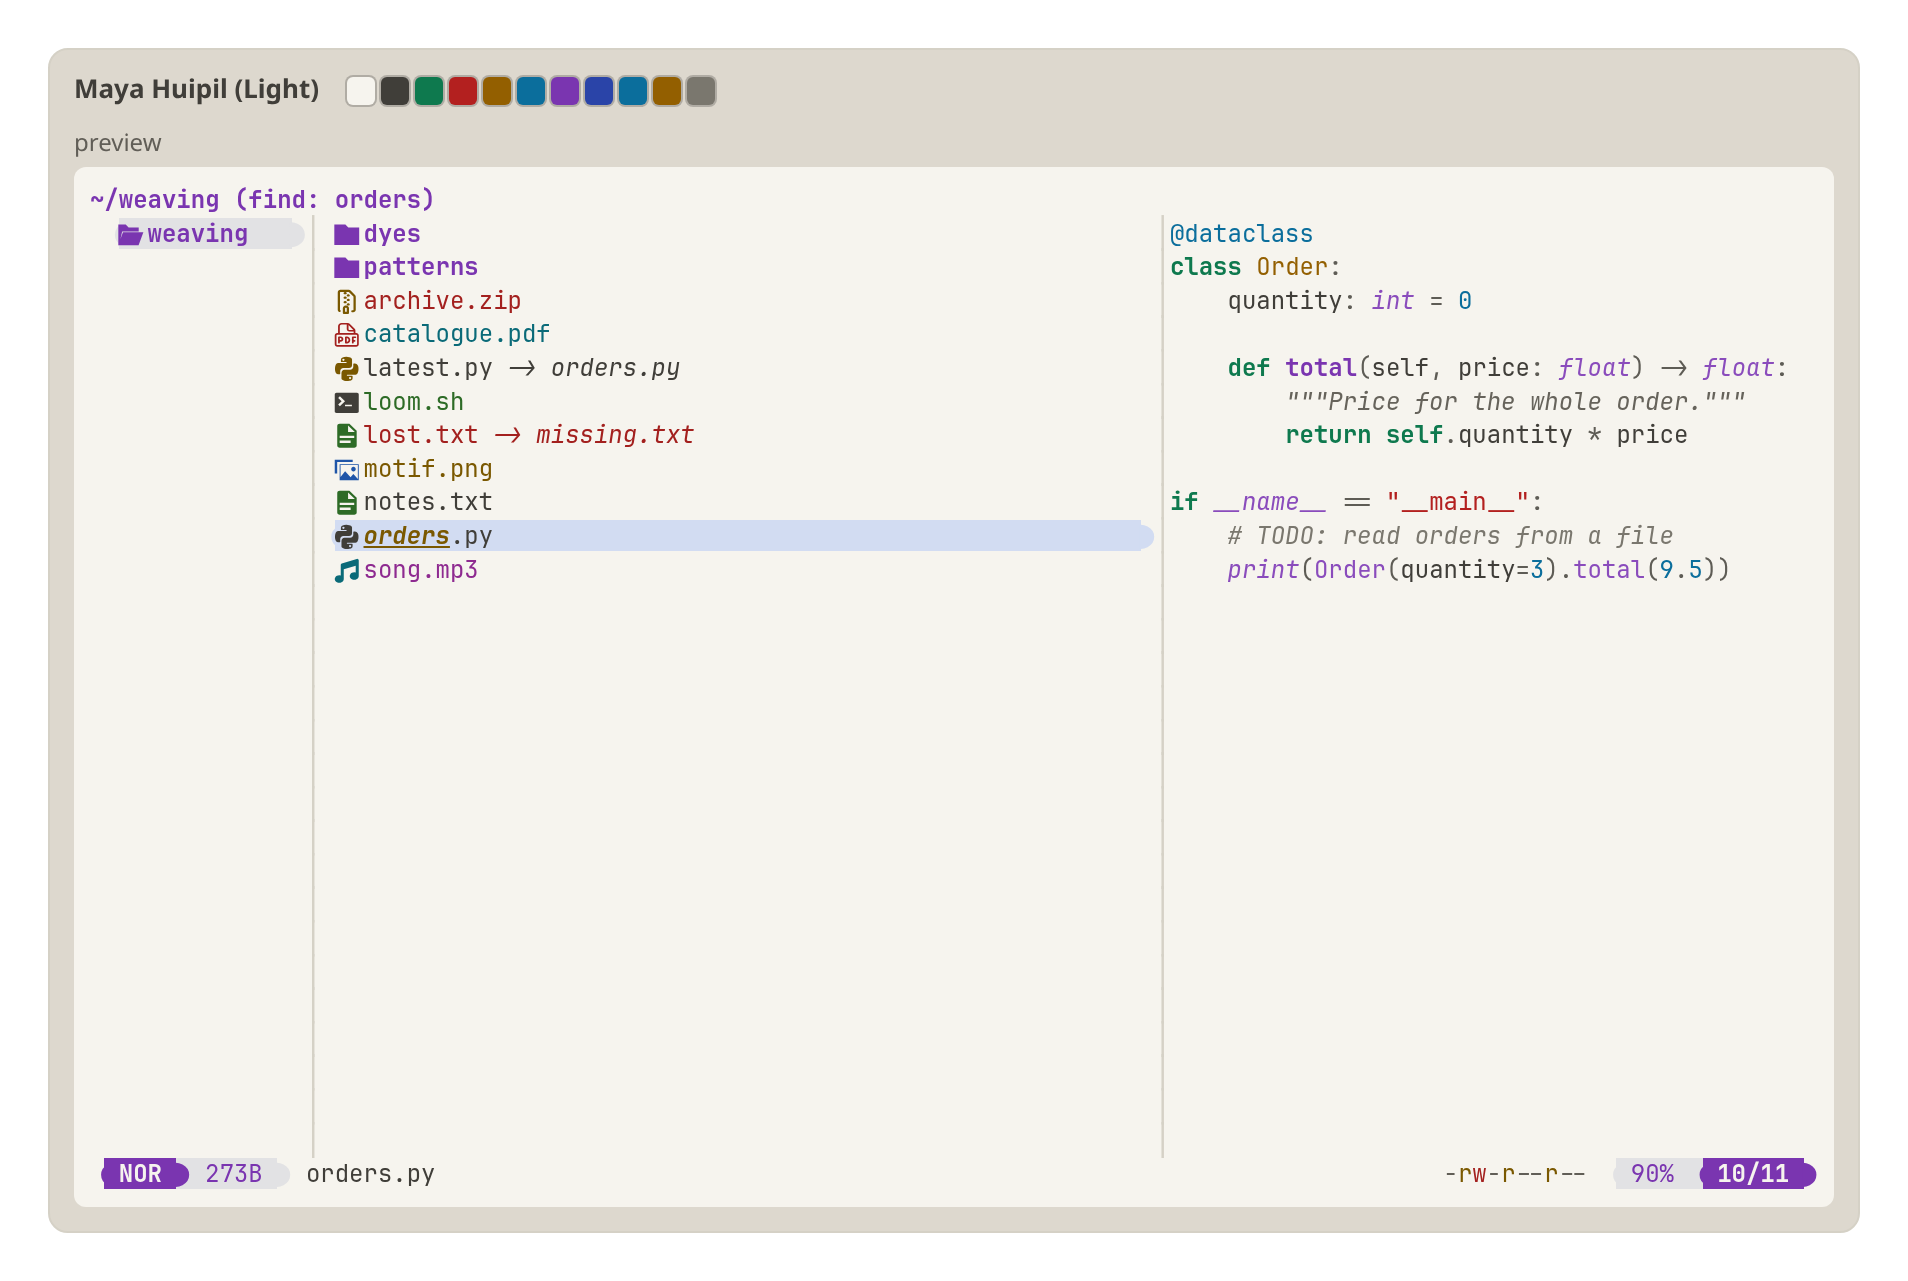 Maya Huipil (Light)
preview
~/weaving (find: orders)
weaving
dyes
patterns
archive.zip
catalogue.pdf
latest.py -> orders.py
loom.sh
lost.txt -> missing.txt
motif.png
notes.txt
orders.py
song.mp3
@dataclass
class Order:
    quantity: int = 0

    def total(self, price: float) -> float:
        """Price for the whole order."""
        return self.quantity * price

if __name__ == "__main__":
    # TODO: read orders from a file
    print(Order(quantity=3).total(9.5))
NOR 273B orders.py
-rw-r--r-- 90% 10/11